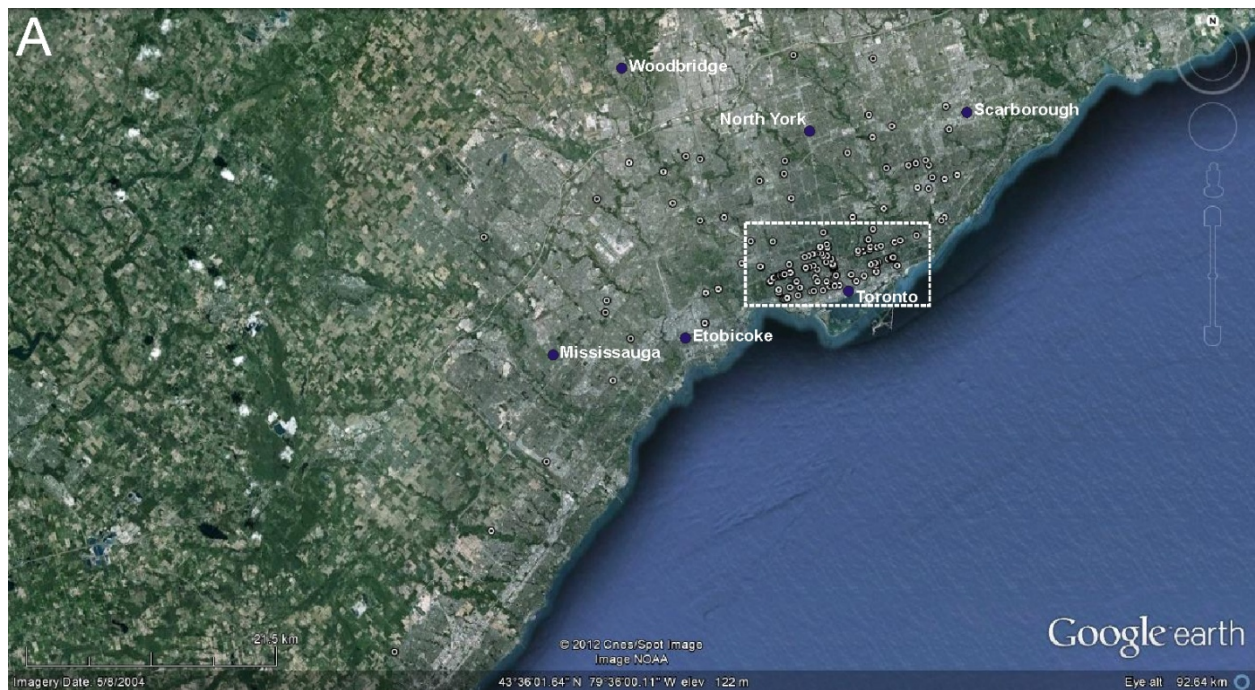 A
N
Woodbridge
Scarborough
North York
Toronto
Etobicoke
Mississauga
21.5 km
© 2012 Cnes/Spot Image
Image NOAA
Google earth
Imagery Date: 5/8/2004
43°36'01.64" N 79°36'00.11" W elev 122 m
Eye alt 92.64 km